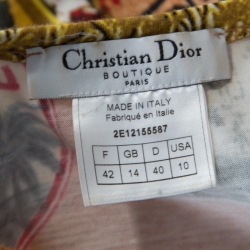 Christian Dior
BOUTIQUE
PARIS
MADE IN ITALY
Fabriqué en Italie
2E12155587
F GB D USA
42 14 40 10